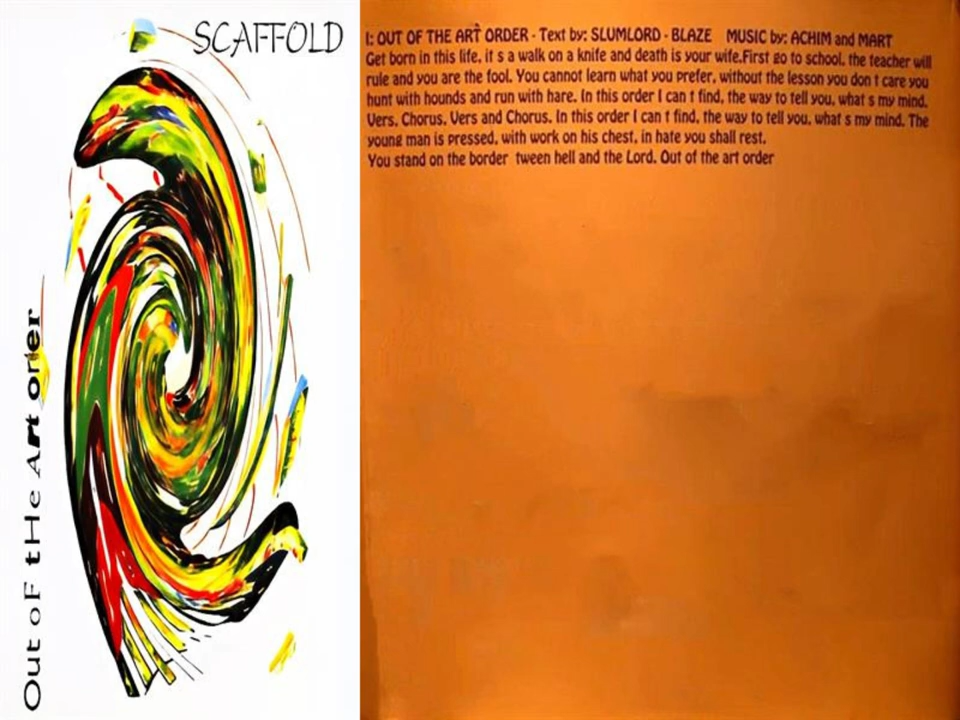 SCAFFOLD
Out oF tHe Art orer
I: OUT OF THE ART ORDER - Text by: SLUMLORD - BLAZE MUSIC by: ACHIM and MART
Get born in this life, it s a walk on a knife and death is your wife.First go to school, the teacher will
rule and you are the fool. You cannot learn what you prefer, without the lesson you don t care you
hunt with hounds and run with hare. In this order I can t find, the way to tell you, what s my mind.
Vers, Chorus, Vers and Chorus. In this order I can t find, the way to tell you, what s my mind. The
young man is pressed, with work on his chest, in hate you shall rest.
You stand on the border tween hell and the Lord. Out of the art order